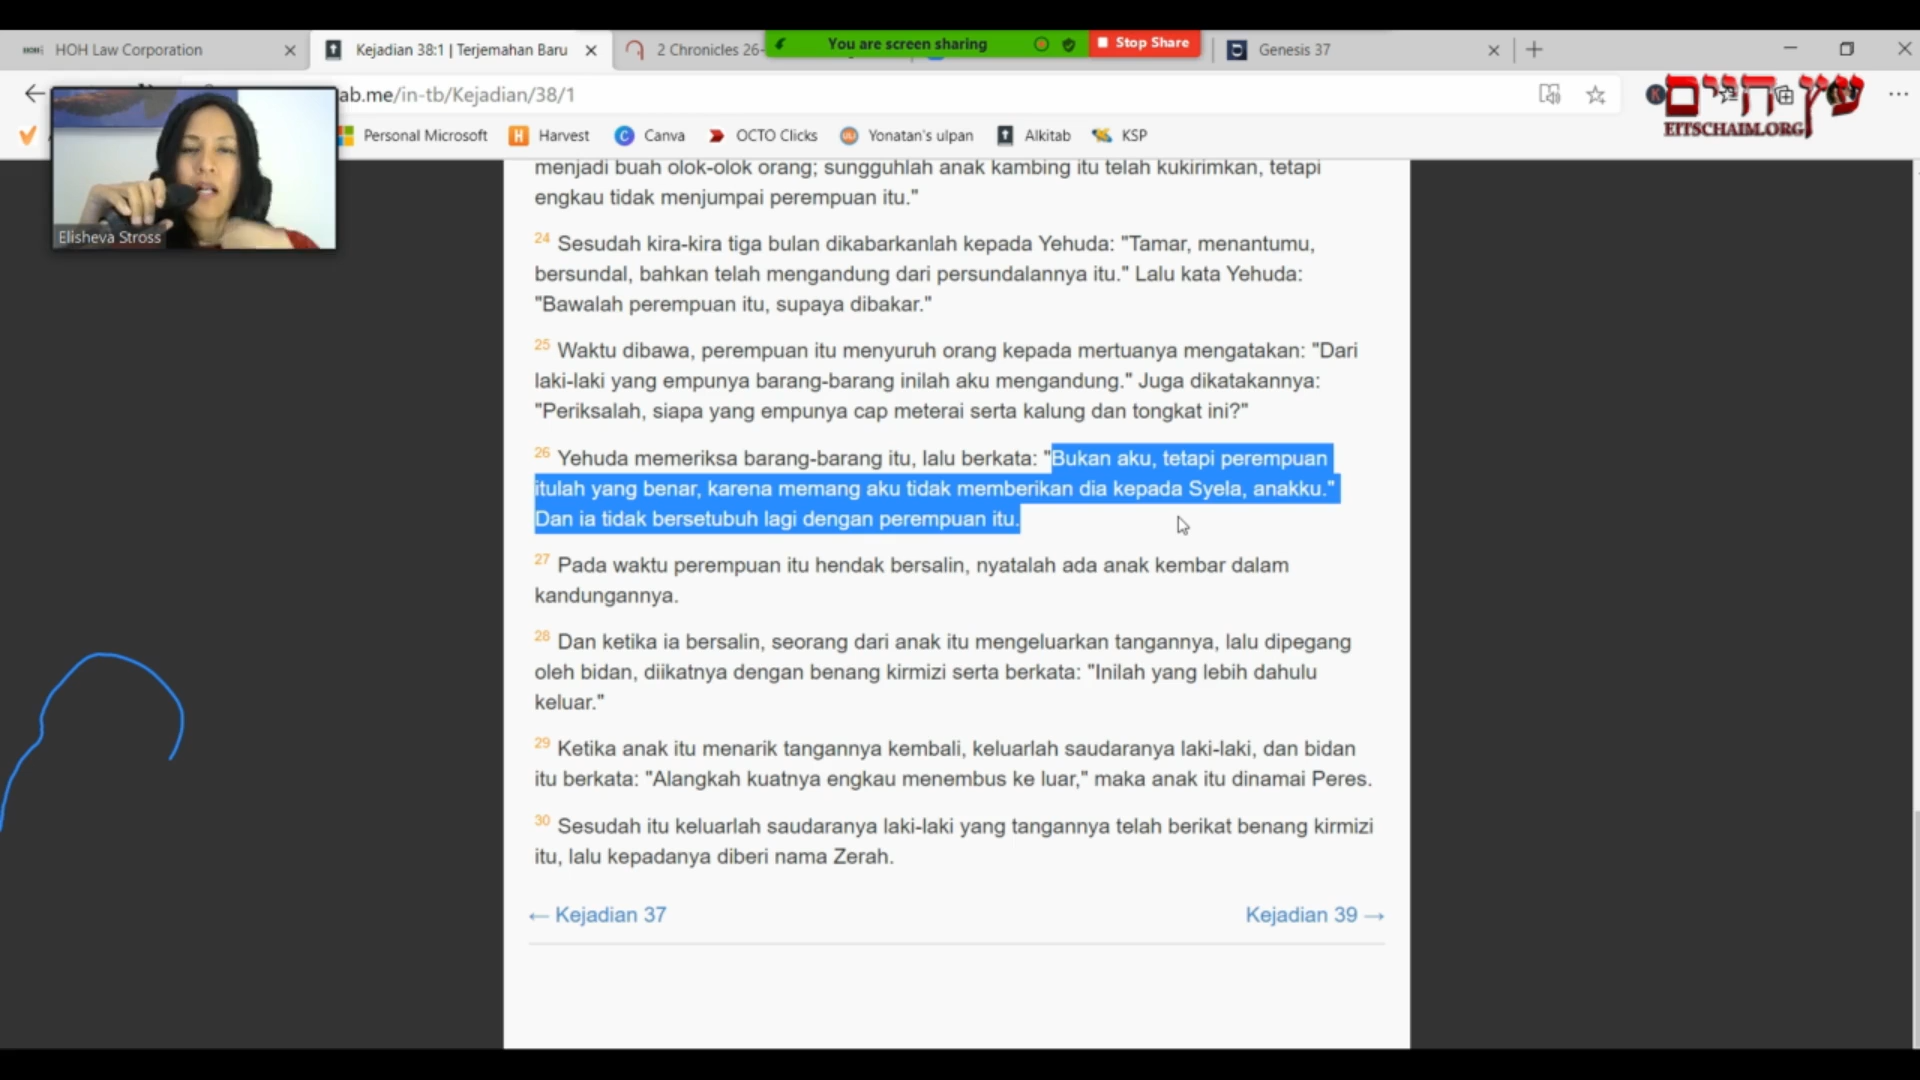 HOH Law Corporation
Kejadian 38:1 | Terjemahan Baru
2 Chronicles 26-
You are screen sharing
Stop Share
Genesis 37
ab.me/in-tb/Kejadian/38/1
עץ החיים
EITSCHAIM.ORG
Personal Microsoft
Harvest
Canva
OCTO Clicks
Yonatan's ulpan
Alkitab
KSP
Elisheva Stross
menjadi buah olok-olok orang; sungguhlah anak kambing itu telah kukirimkan, tetapi
engkau tidak menjumpai perempuan itu."
24 Sesudah kira-kira tiga bulan dikabarkanlah kepada Yehuda: "Tamar, menantumu,
bersundal, bahkan telah mengandung dari persundalannya itu." Lalu kata Yehuda:
"Bawalah perempuan itu, supaya dibakar."
25 Waktu dibawa, perempuan itu menyuruh orang kepada mertuanya mengatakan: "Dari
laki-laki yang empunya barang-barang inilah aku mengandung." Juga dikatakannya:
"Periksalah, siapa yang empunya cap meterai serta kalung dan tongkat ini?"
26 Yehuda memeriksa barang-barang itu, lalu berkata: "Bukan aku, tetapi perempuan
itulah yang benar, karena memang aku tidak memberikan dia kepada Syela, anakku."
Dan ia tidak bersetubuh lagi dengan perempuan itu.
27 Pada waktu perempuan itu hendak bersalin, nyatalah ada anak kembar dalam
kandungannya.
28 Dan ketika ia bersalin, seorang dari anak itu mengeluarkan tangannya, lalu dipegang
oleh bidan, diikatnya dengan benang kirmizi serta berkata: "Inilah yang lebih dahulu
keluar."
29 Ketika anak itu menarik tangannya kembali, keluarlah saudaranya laki-laki, dan bidan
itu berkata: "Alangkah kuatnya engkau menembus ke luar," maka anak itu dinamai Peres.
30 Sesudah itu keluarlah saudaranya laki-laki yang tangannya telah berikat benang kirmizi
itu, lalu kepadanya diberi nama Zerah.
← Kejadian 37
Kejadian 39 →